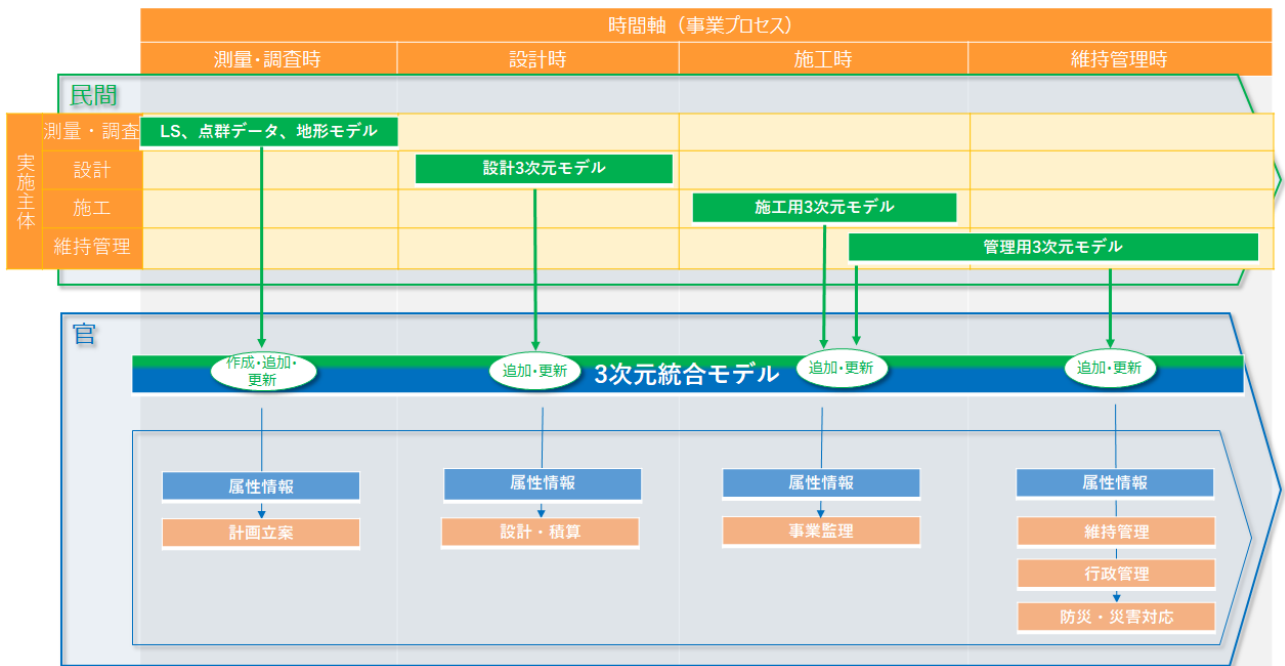 時間軸（事業プロセス）
測量・調査時
設計時
施工時
維持管理時
民間
実施主体
測量・調査
LS、点群データ、地形モデル
設計
設計3次元モデル
施工
施工用3次元モデル
維持管理
管理用3次元モデル
官
作成・追加・
更新
追加・更新
3次元統合モデル
追加・更新
追加・更新
属性情報
属性情報
属性情報
属性情報
計画立案
設計・積算
事業監理
維持管理
行政管理
防災・災害対応